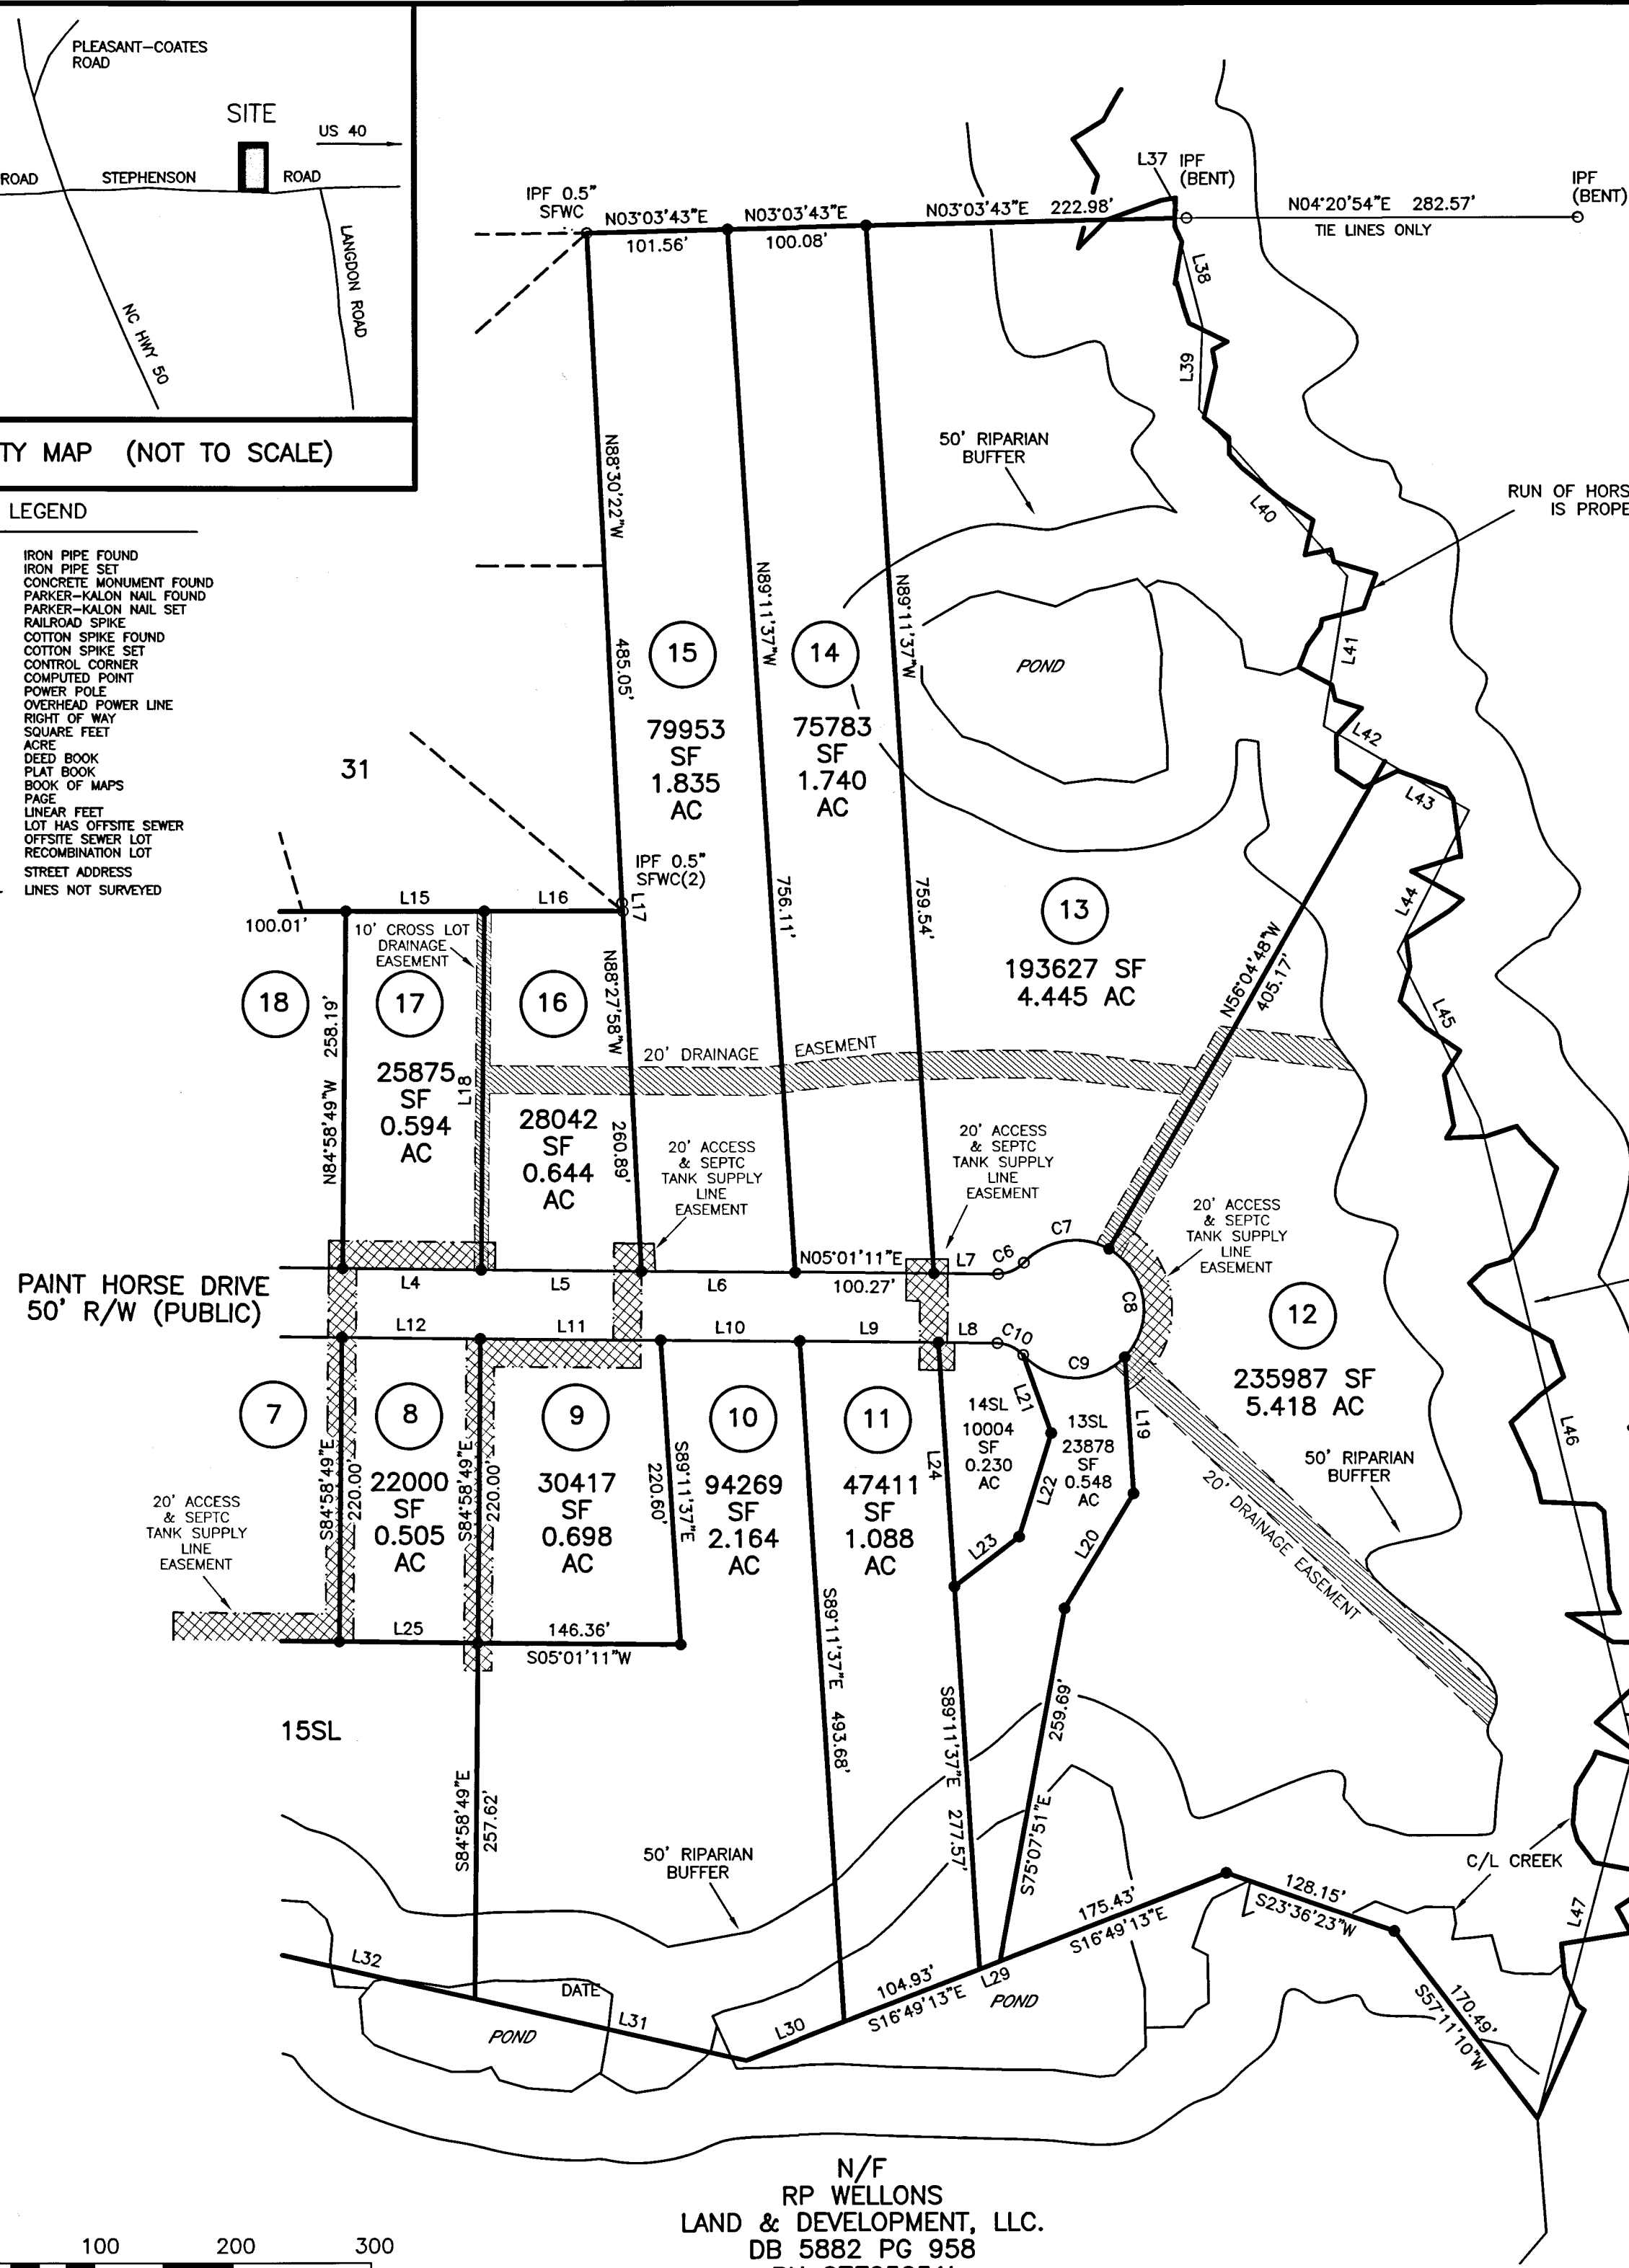 PLEASANT-COATES
ROAD
SITE
US 40
ROAD
STEPHENSON
ROAD
LANGDON ROAD
NC HWY 50
TY MAP (NOT TO SCALE)
LEGEND
IRON PIPE FOUND
IRON PIPE SET
CONCRETE MONUMENT FOUND
PARKER-KALON NAIL FOUND
PARKER-KALON NAIL SET
RAILROAD SPIKE
COTTON SPIKE FOUND
COTTON SPIKE SET
CONTROL CORNER
COMPUTED POINT
POWER POLE
OVERHEAD POWER LINE
RIGHT OF WAY
SQUARE FEET
ACRE
DEED BOOK
PLAT BOOK
BOOK OF MAPS
PAGE
LINEAR FEET
LOT HAS OFFSITE SEWER
OFFSITE SEWER LOT
RECOMBINATION LOT
STREET ADDRESS
LINES NOT SURVEYED
IPF 0.5"
SFWC
N03°03'43"E
101.56'
N03°03'43"E
100.08'
N03°03'43"E 222.98'
L37
IPF
(BENT)
N04°20'54"E 282.57'
TIE LINES ONLY
IPF
(BENT)
L38
L39
L40
L41
L42
L43
L44
L45
L46
L47
50' RIPARIAN
BUFFER
RUN OF HORS
IS PROPE
N88°30'22"W
485.05'
N89°11'37"W
756.11'
N89°11'37"W
759.54'
15
79953
SF
1.835
AC
14
75783
SF
1.740
AC
POND
31
IPF 0.5"
SFWC(2)
L17
13
193627 SF
4.445 AC
N56°04'48"W
405.17'
L15
L16
100.01'
10' CROSS LOT
DRAINAGE
EASEMENT
18
17
16
N84°58'49"W 258.19'
25875
SF
0.594
AC
L18
28042
SF
0.644
AC
N88°27'58"W
260.89'
20' DRAINAGE EASEMENT
20' ACCESS
& SEPTC
TANK SUPPLY
LINE
EASEMENT
20' ACCESS
& SEPTC
TANK SUPPLY
LINE
EASEMENT
20' ACCESS
& SEPTC
TANK SUPPLY
LINE
EASEMENT
PAINT HORSE DRIVE
50' R/W (PUBLIC)
L4
L5
L6
N05°01'11"E
100.27'
L7
C6
C7
C8
C9
C10
L12
L11
L10
L9
L8
12
235987 SF
5.418 AC
7
8
9
10
11
S84°58'49"E
220.00'
22000
SF
0.505
AC
S84°58'49"E
220.00'
30417
SF
0.698
AC
S89°11'37"E
220.60'
94269
SF
2.164
AC
47411
SF
1.088
AC
L24
14SL
10004
SF
0.230
AC
L21
L22
L23
13SL
23878
SF
0.548
AC
L19
L20
50' RIPARIAN
BUFFER
20' DRAINAGE EASEMENT
20' ACCESS
& SEPTC
TANK SUPPLY
LINE
EASEMENT
L25
146.36'
S05°01'11"W
15SL
S84°58'49"E
257.62'
S89°11'37"E 493.68'
S89°11'37"E 277.57'
259.69'
S75°07'51"E
50' RIPARIAN
BUFFER
C/L CREEK
128.15'
S23°36'23"W
175.43'
S16°49'13"E
170.49'
S57°11'10"W
L32
DATE
L31
POND
L30
104.93'
S16°49'13"E
L29
POND
N/F
RP WELLONS
LAND & DEVELOPMENT, LLC.
DB 5882 PG 958
100 200 300